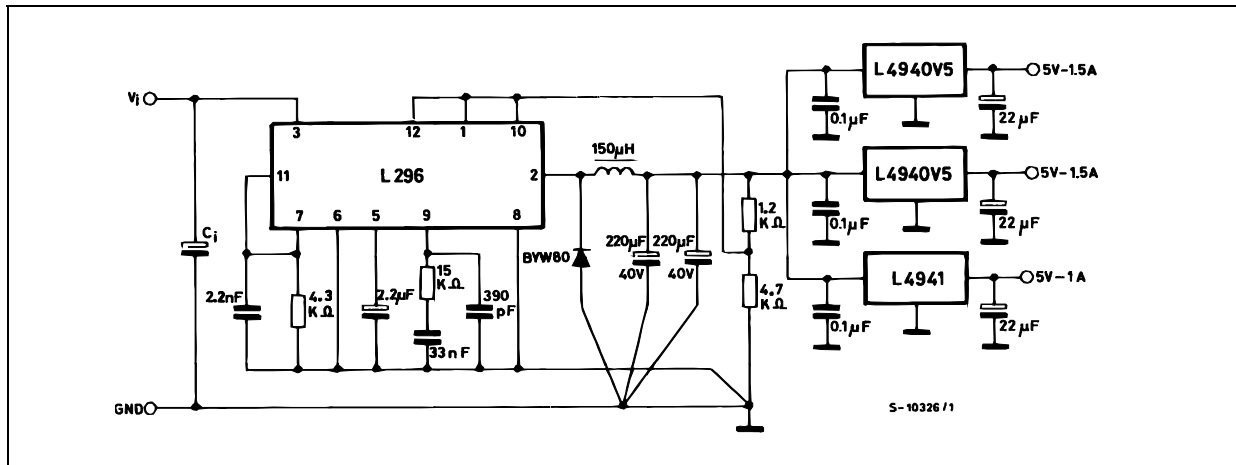 Vi
3
12
1
10
L296
11
2
7
6
5
9
8
Ci
2.2nF
4.3
KΩ
2.2µF
15
KΩ
33nF
390
pF
150µH
BYW80
220µF
40V
220µF
40V
1.2
KΩ
4.7
KΩ
GND
L4940V5
0.1µF
22µF
5V-1.5A
L4940V5
0.1µF
22µF
5V-1.5A
L4941
0.1µF
22µF
5V-1A
S-10326/1